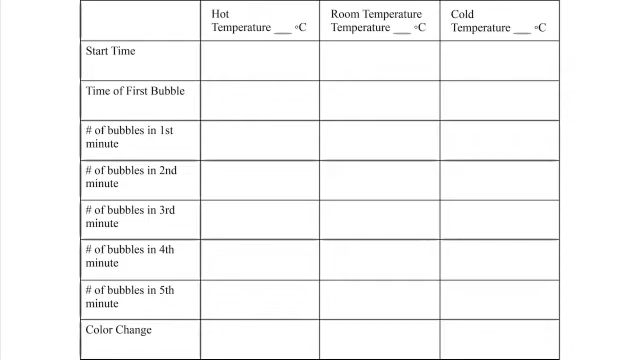 Hot
Temperature ___ °C
Room Temperature
Temperature ___ °C
Cold
Temperature ___ °C
Start Time
Time of First Bubble
# of bubbles in 1st
minute
# of bubbles in 2nd
minute
# of bubbles in 3rd
minute
# of bubbles in 4th
minute
# of bubbles in 5th
minute
Color Change